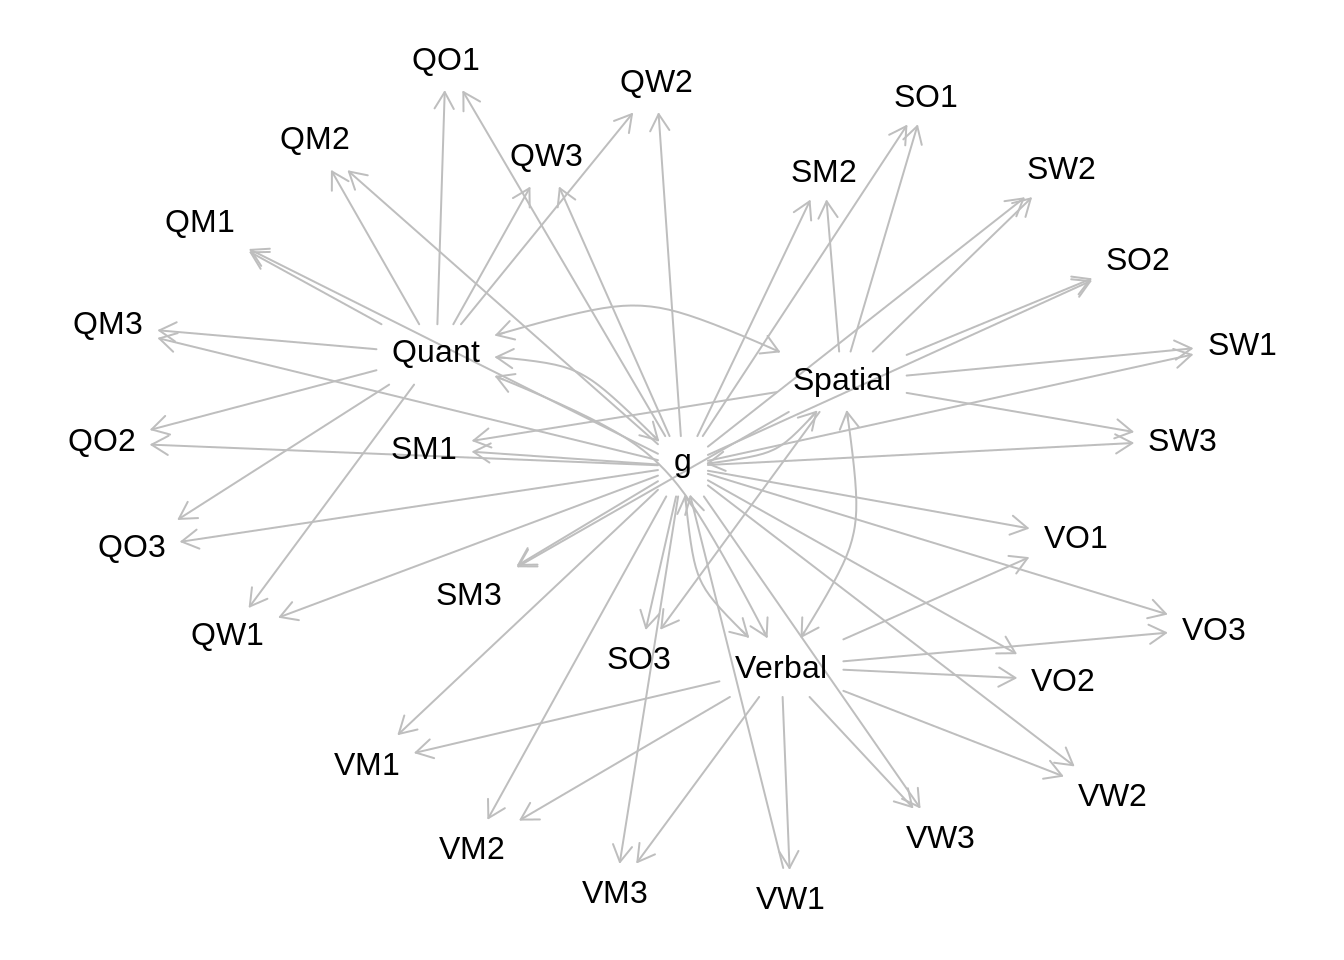 QO1
QW2
SO1
QM2
QW3
SM2
SW2
QM1
SO2
QM3
Quant
SW1
Spatial
QO2
SM1
g
SW3
QO3
VO1
SM3
QW1
SO3
Verbal
VO3
VO2
VM1
VW2
VM2
VW3
VM3
VW1